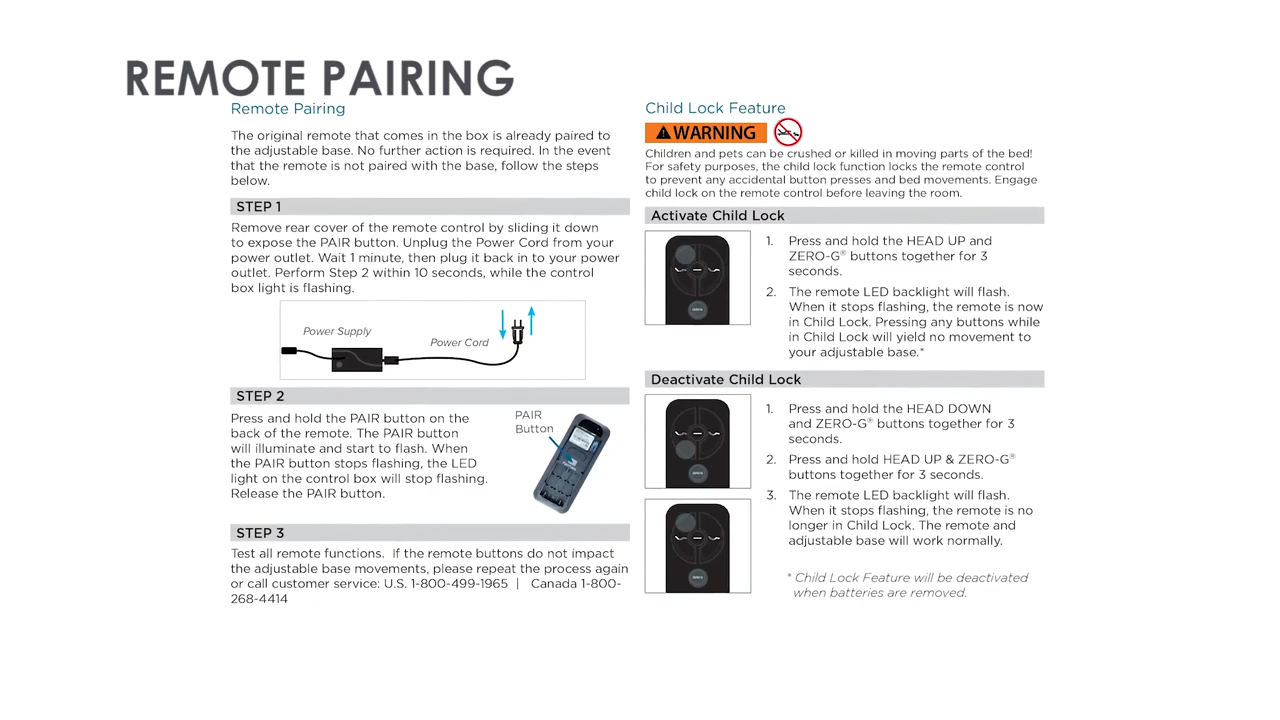 REMOTE PAIRING
Remote Pairing
The original remote that comes in the box is already paired to
the adjustable base. No further action is required. In the event
that the remote is not paired with the base, follow the steps
below.
STEP 1
Remove rear cover of the remote control by sliding it down
to expose the PAIR button. Unplug the Power Cord from your
power outlet. Wait 1 minute, then plug it back in to your power
outlet. Perform Step 2 within 10 seconds, while the control
box light is flashing.
Power Supply
Power Cord
STEP 2
Press and hold the PAIR button on the
back of the remote. The PAIR button
will illuminate and start to flash. When
the PAIR button stops flashing, the LED
light on the control box will stop flashing.
Release the PAIR button.
PAIR
Button
STEP 3
Test all remote functions.  If the remote buttons do not impact
the adjustable base movements, please repeat the process again
or call customer service: U.S. 1-800-499-1965  |  Canada 1-800-
268-4414
Child Lock Feature
WARNING
Children and pets can be crushed or killed in moving parts of the bed!
For safety purposes, the child lock function locks the remote control
to prevent any accidental button presses and bed movements. Engage
child lock on the remote control before leaving the room.
Activate Child Lock
1. Press and hold the HEAD UP and
ZERO-G® buttons together for 3
seconds.
2. The remote LED backlight will flash.
When it stops flashing, the remote is now
in Child Lock. Pressing any buttons while
in Child Lock will yield no movement to
your adjustable base.*
Deactivate Child Lock
1. Press and hold the HEAD DOWN
and ZERO-G® buttons together for 3
seconds.
2. Press and hold HEAD UP & ZERO-G®
buttons together for 3 seconds.
3. The remote LED backlight will flash.
When it stops flashing, the remote is no
longer in Child Lock. The remote and
adjustable base will work normally.
* Child Lock Feature will be deactivated
when batteries are removed.